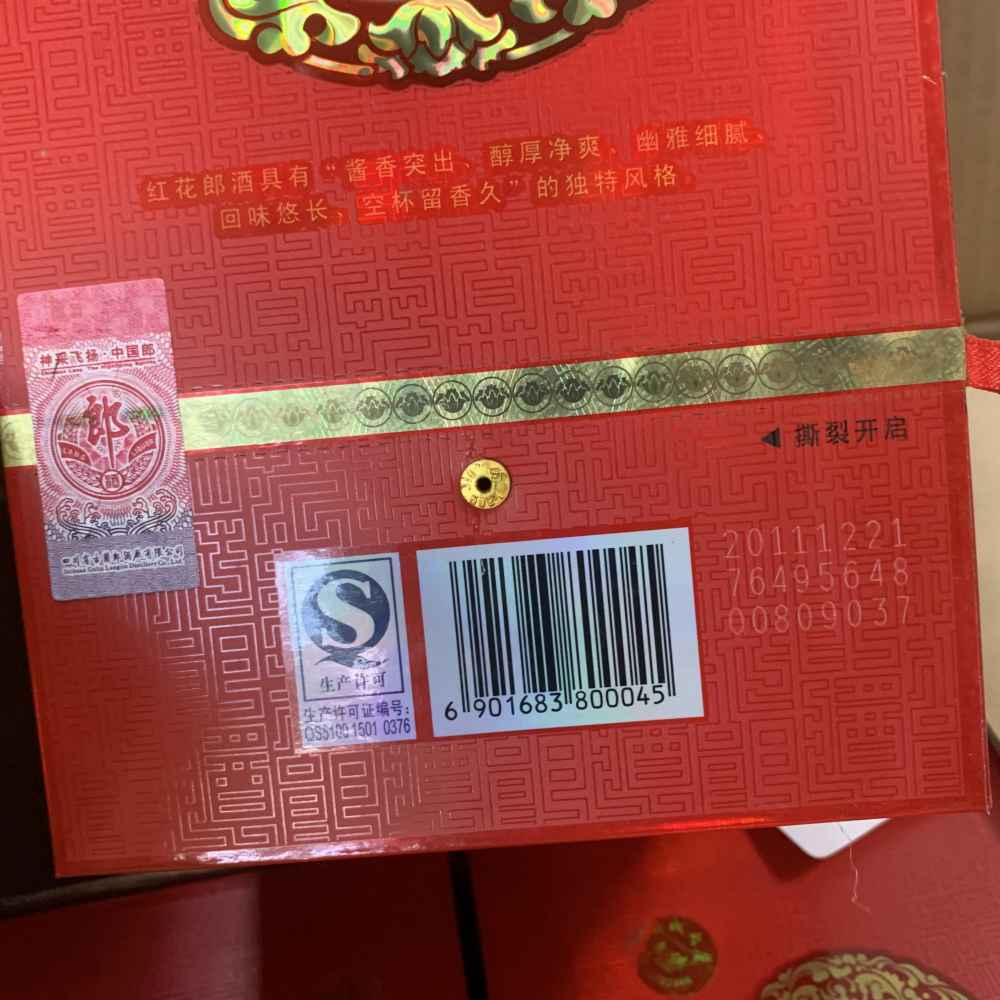 红花郎酒具有“酱香突出、醇厚净爽、幽雅细腻、
回味悠长、空杯留香久”的独特风格。
神采飞扬·中国郎
郎
LANG
酒
撕裂开启
20111221
76495648
00809037
生产许可
生产许可证编号：
QS5100 1501 0376
6 901683 800045